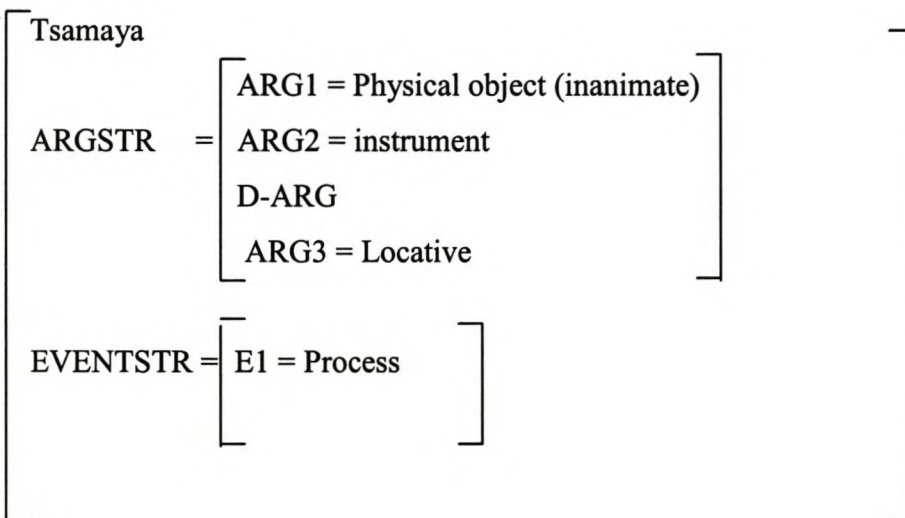 Tsamaya
ARG1 = Physical object (inanimate)
ARGSTR = ARG2 = instrument
D-ARG
ARG3 = Locative
EVENTSTR = E1 = Process